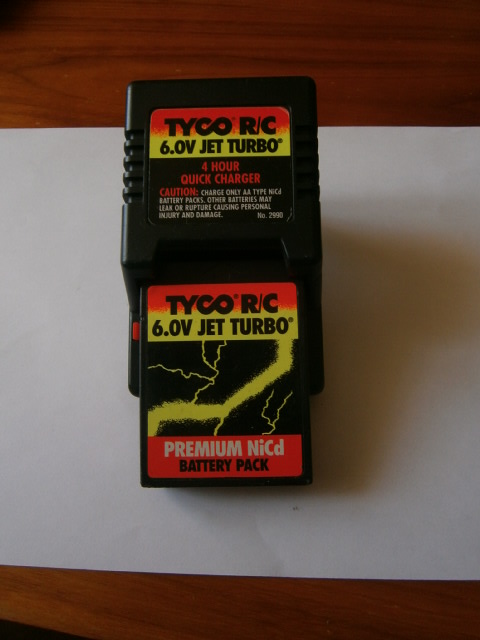 TYCO® R/C
6.0V JET TURBO®
4 HOUR
QUICK CHARGER
CAUTION: CHARGE ONLY AA TYPE NiCd
BATTERY PACKS. OTHER BATTERIES MAY
LEAK OR RUPTURE CAUSING PERSONAL
INJURY AND DAMAGE. No. 2990
TYCO® R/C
6.0V JET TURBO®
PREMIUM NiCd
BATTERY PACK